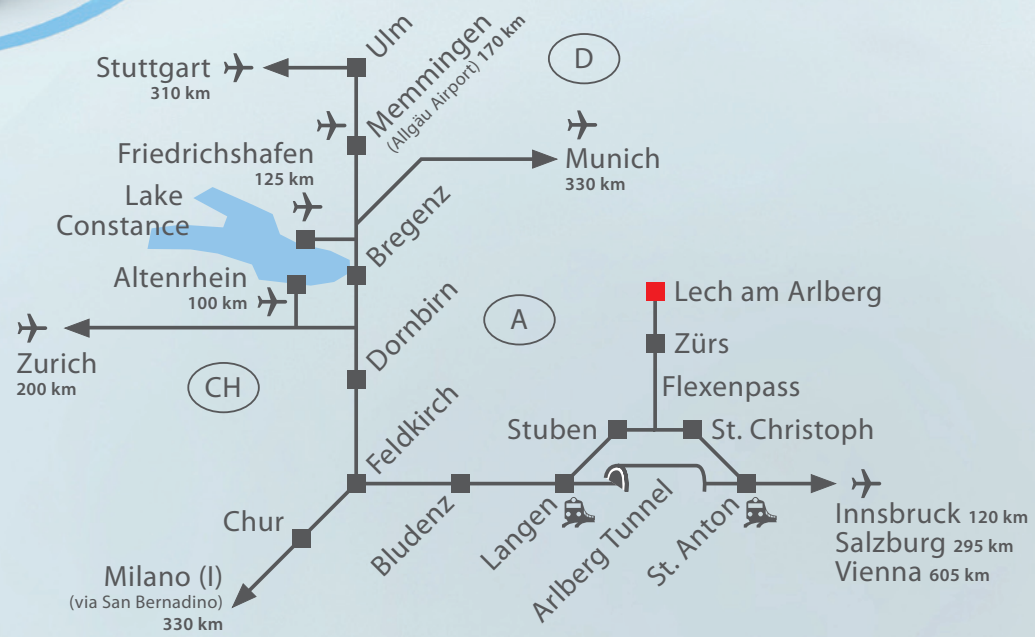 Ulm
Stuttgart
310 km
Memmingen
(Allgäu Airport) 170 km
D
Friedrichshafen
125 km
Munich
330 km
Lake
Constance
Bregenz
Altenrhein
100 km
Lech am Arlberg
A
Dornbirn
Zürs
Zurich
200 km
CH
Flexenpass
Feldkirch
Stuben
St. Christoph
Chur
Bludenz
Langen
Arlberg Tunnel
St. Anton
Innsbruck 120 km
Salzburg 295 km
Vienna 605 km
Milano (I)
(via San Bernadino)
330 km